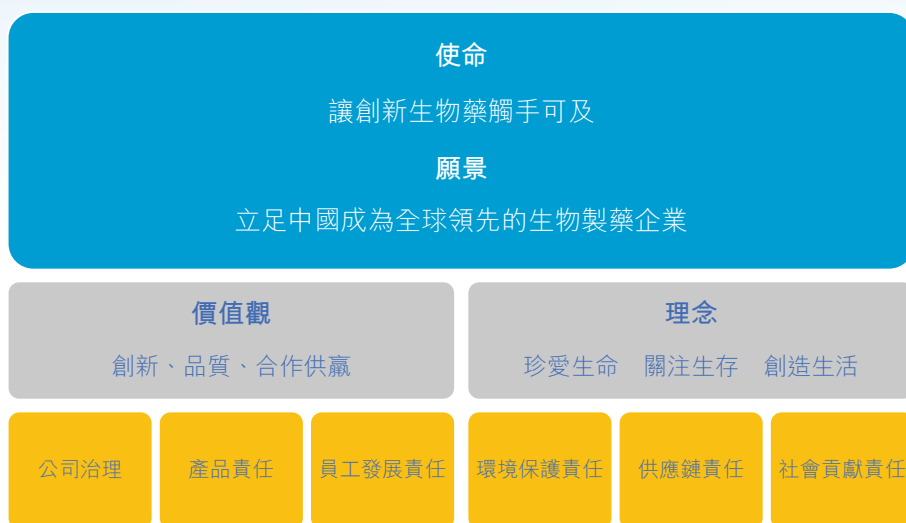 使命
讓創新生物藥觸手可及
願景
立足中國成為全球領先的生物製藥企業
價值觀
創新、品質、合作供贏
理念
珍愛生命 關注生存 創造生活
公司治理
產品責任
員工發展責任
環境保護責任
供應鏈責任
社會貢獻責任